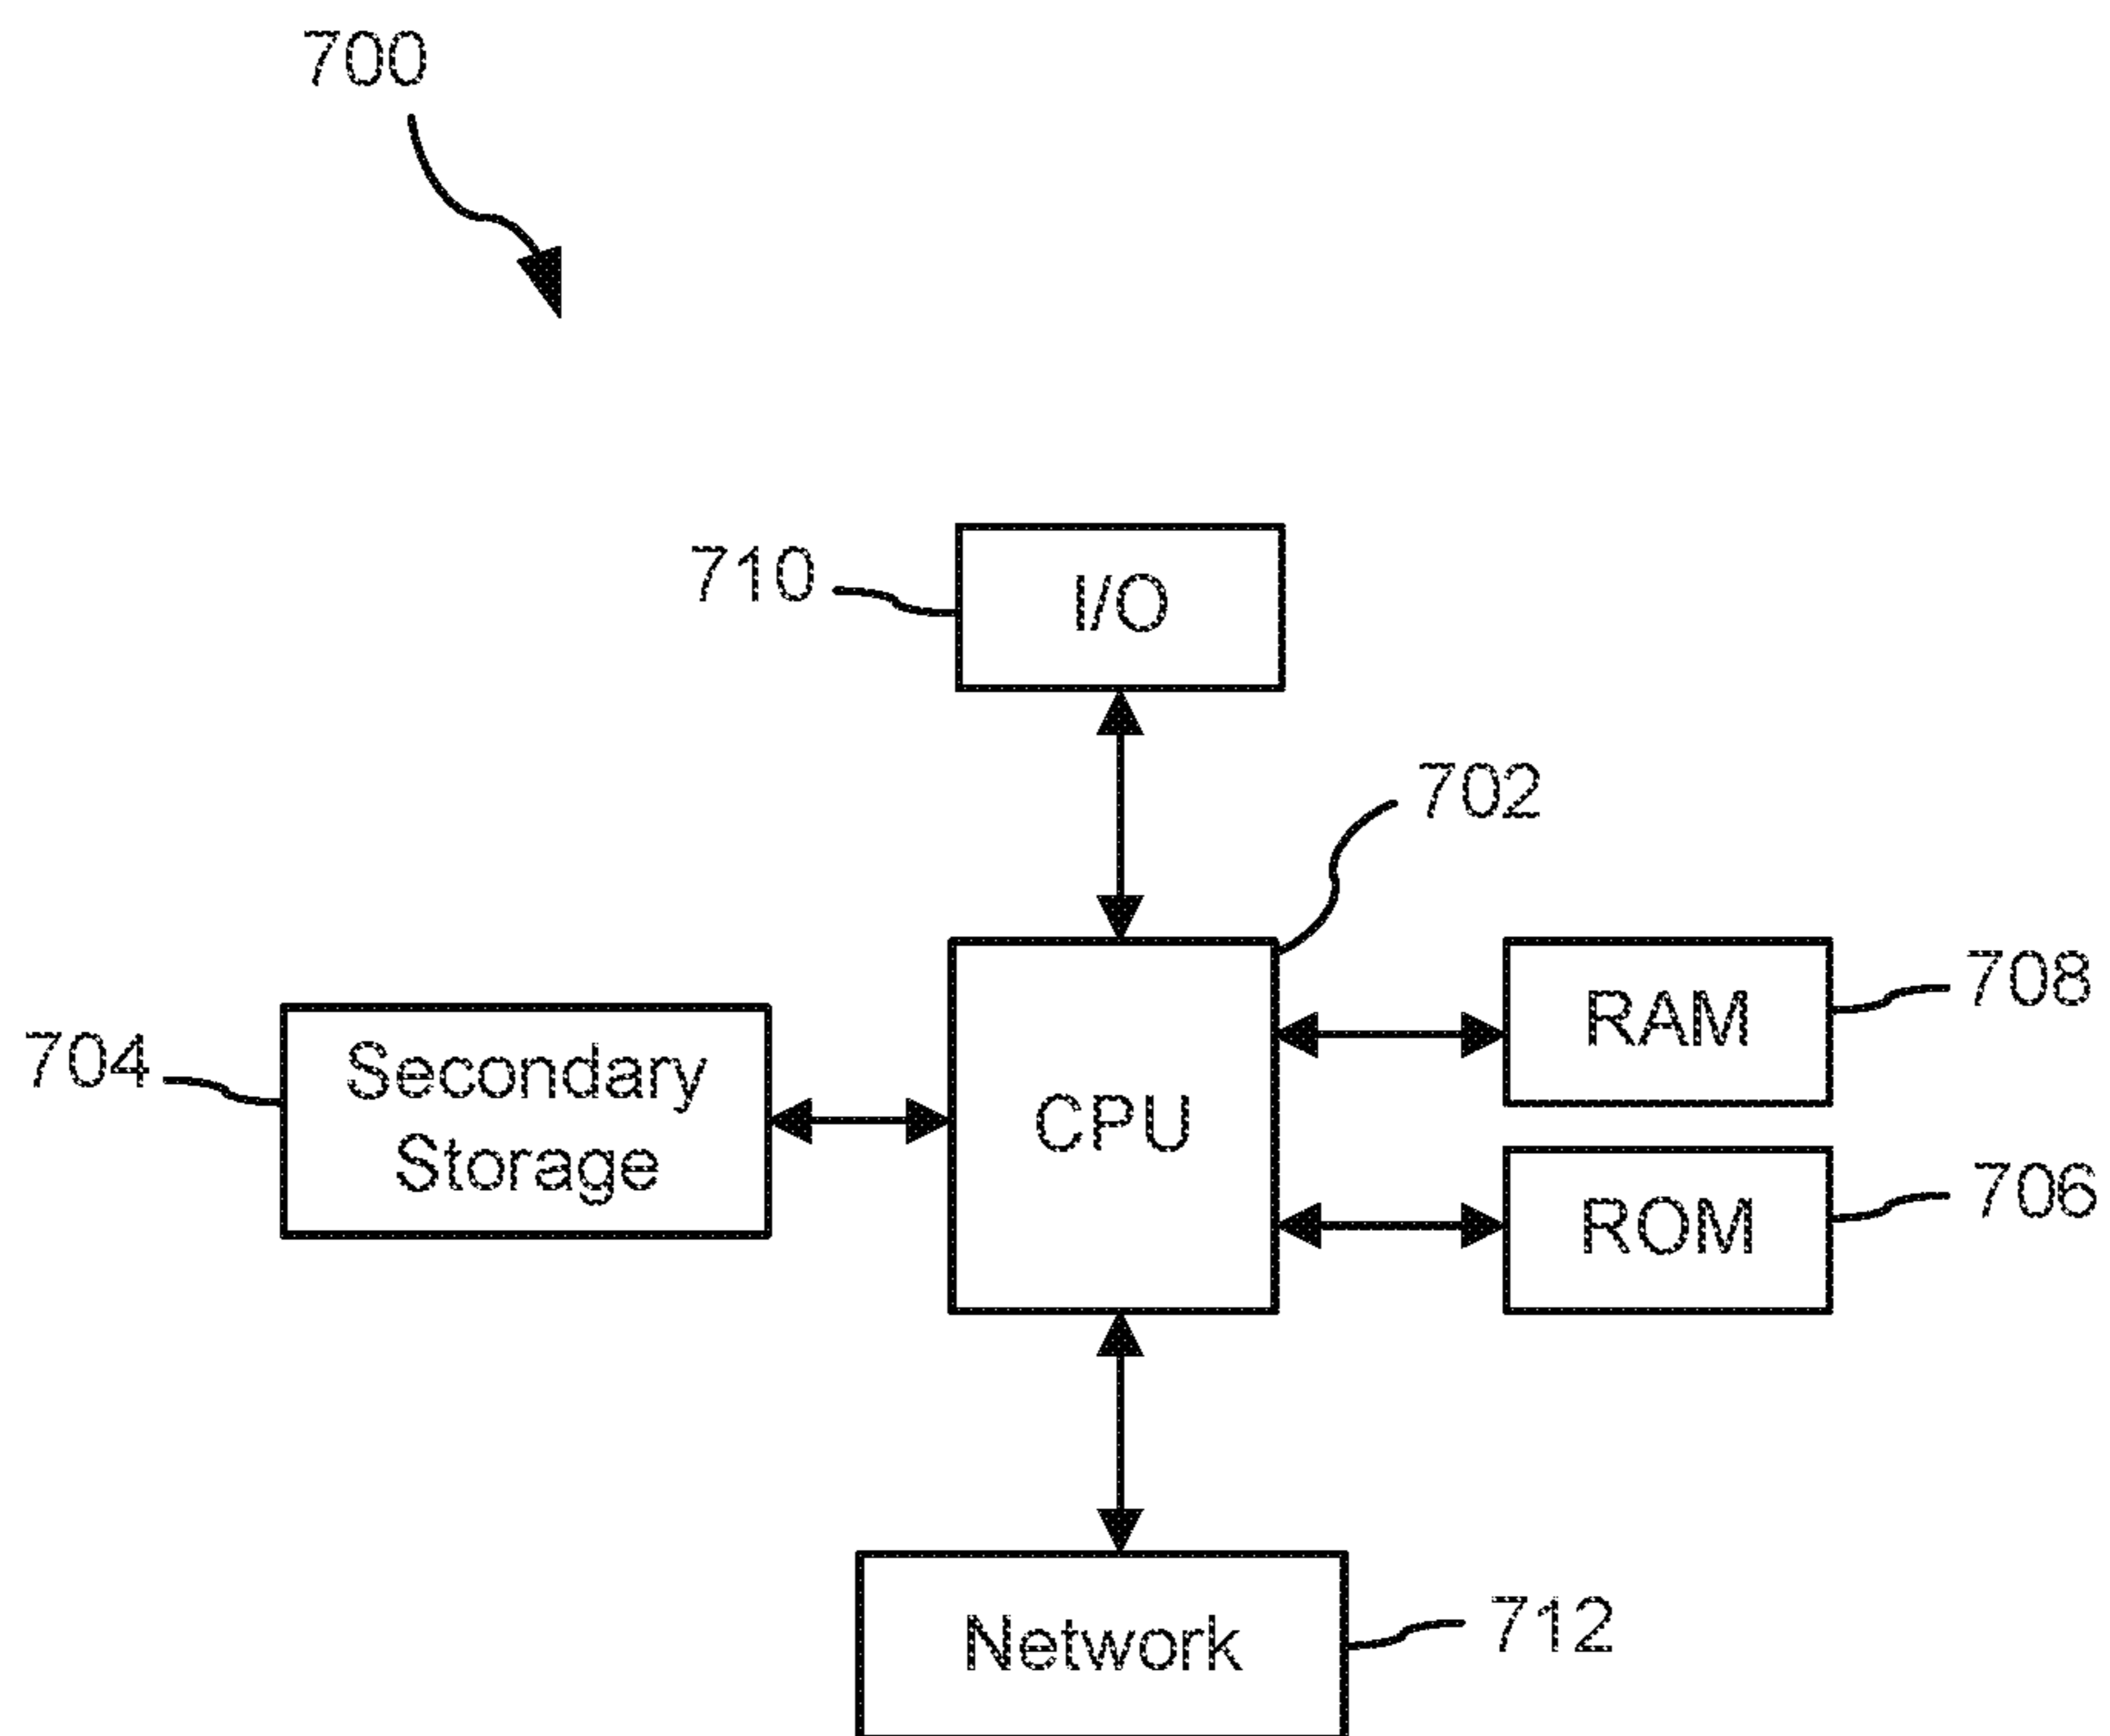 700
710
I/O
702
708
RAM
704
Secondary
Storage
CPU
706
ROM
712
Network